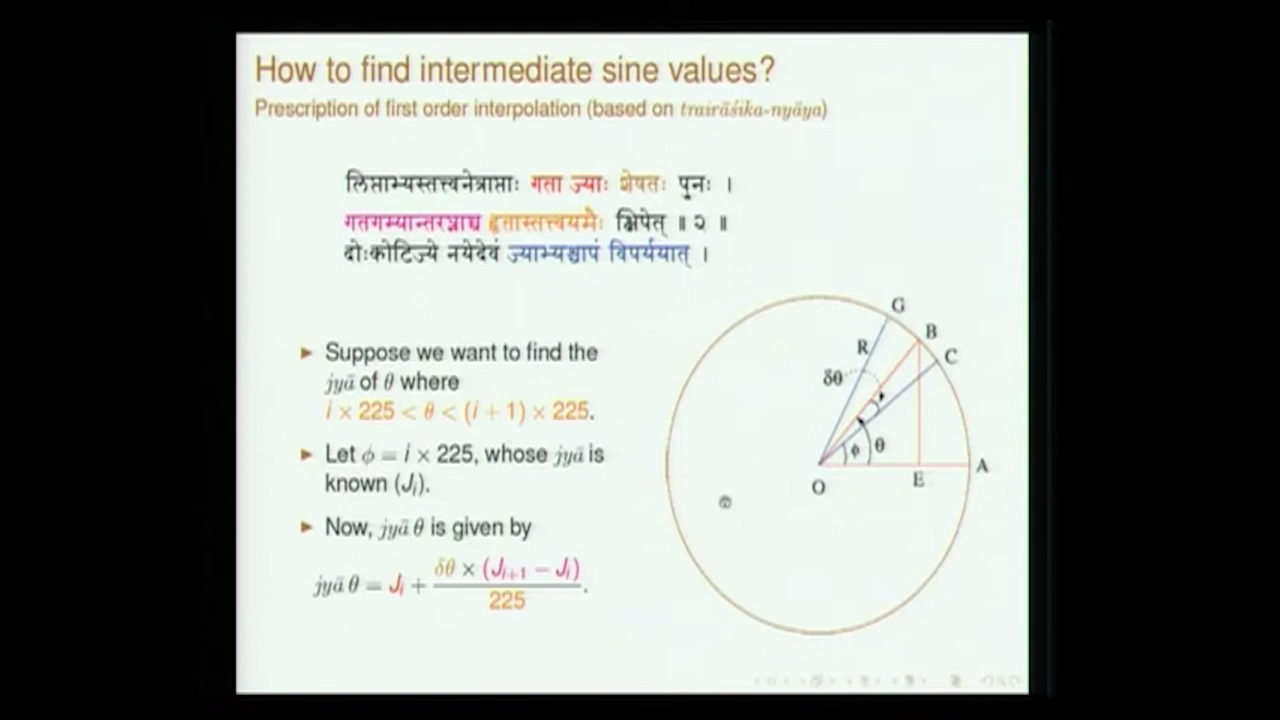 How to find intermediate sine values?
Prescription of first order interpolation (based on trairāśika-nyāya)
लिप्ताभ्यस्तत्त्वनेत्राप्ताः गता ज्याः शेषतः पुनः ।
गतगम्यान्तरघ्नाच्च हृतास्तत्त्वयमैः क्षिपेत् ॥ २ ॥
दोःकोटिज्ये नयेदेवं ज्याभ्यश्चापं विपर्ययात् ।
► Suppose we want to find the
jyā of θ where
i × 225 < θ < (i + 1) × 225.
► Let ϕ = i × 225, whose jyā is
known (Jᵢ).
► Now, jyā θ is given by
jyā θ = Jᵢ + δθ × (Jᵢ₊₁ − Jᵢ) / 225.
G
B
C
R
δθ
ϕ
θ
A
O
E